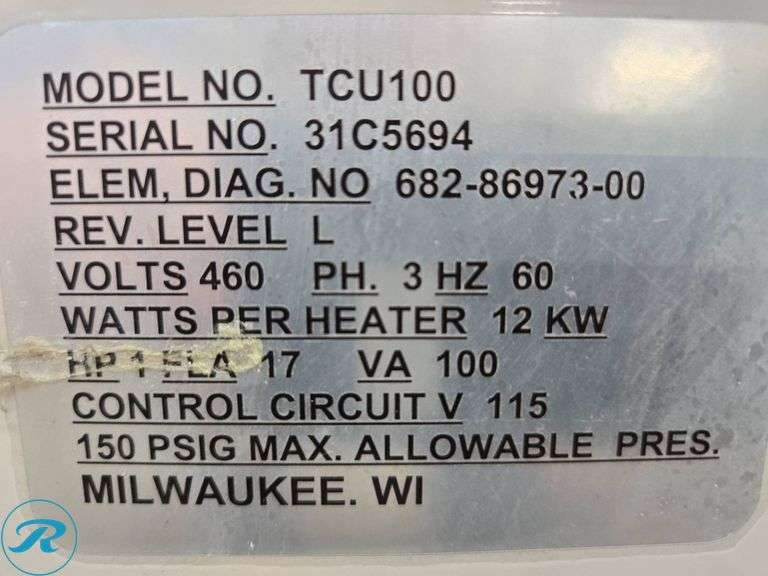 MODEL NO. TCU100
SERIAL NO. 31C5694
ELEM, DIAG. NO 682-86973-00
REV. LEVEL L
VOLTS 460 PH. 3 HZ 60
WATTS PER HEATER 12 KW
HP 1 FLA 17 VA 100
CONTROL CIRCUIT V 115
150 PSIG MAX. ALLOWABLE PRES.
MILWAUKEE. WI
R